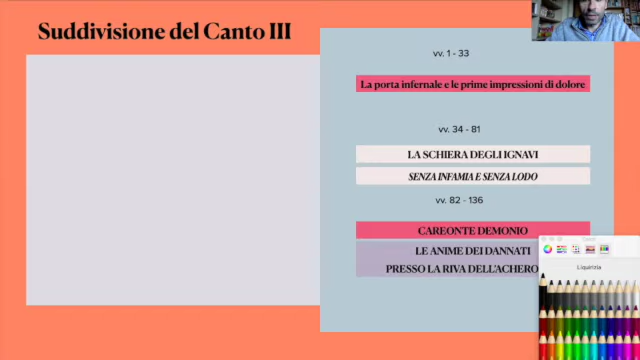 Suddivisione del Canto III
vv. 1 - 33
La porta infernale e le prime impressioni di dolore
vv. 34 - 81
LA SCHIERA DEGLI IGNAVI
SENZA INFAMIA E SENZA LODO
vv. 82 - 136
CAREONTE DEMONIO
LE ANIME DEI DANNATI
PRESSO LA RIVA DELL'ACHERO
Liquirizia